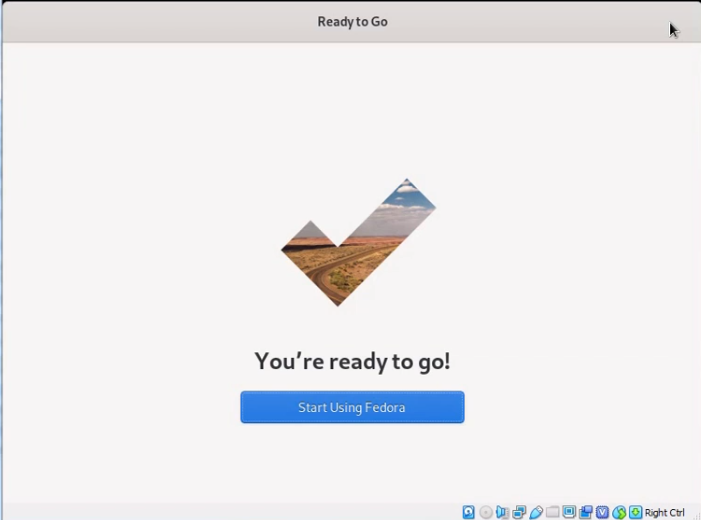 Ready to Go
You're ready to go!
Start Using Fedora
Right Ctrl